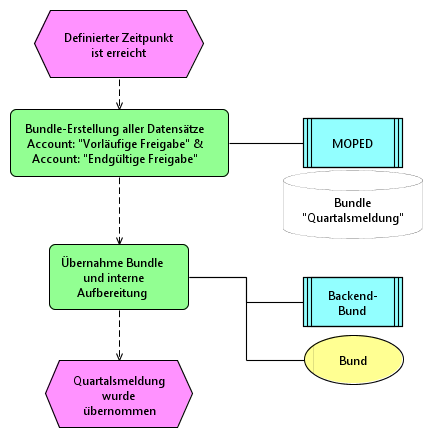 Definierter Zeitpunkt
ist erreicht
Bundle-Erstellung aller Datensätze
Account: "Vorläufige Freigabe" &
Account: "Endgültige Freigabe"
MOPED
Bundle
"Quartalsmeldung"
Übernahme Bundle
und interne
Aufbereitung
Backend-
Bund
Bund
Quartalsmeldung
wurde
übernommen